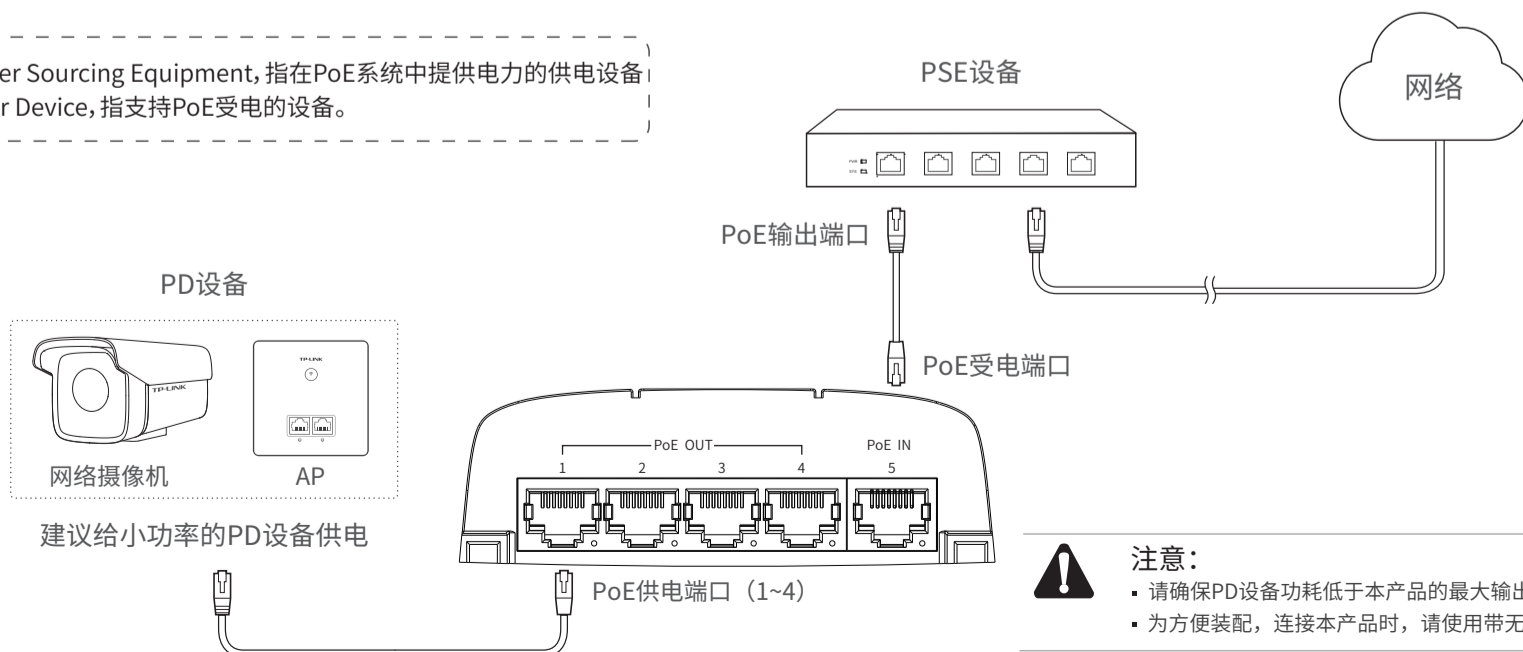 er Sourcing Equipment,指在PoE系统中提供电力的供电设备
r Device,指支持PoE受电的设备。
PSE设备
网络
PWR
SYS
PoE输出端口
PD设备
PoE受电端口
TP-LINK
TP-LINK
网络摄像机
AP
PoE OUT
PoE IN
1 2 3 4 5
建议给小功率的PD设备供电
PoE供电端口(1~4)
注意:
▪ 请确保PD设备功耗低于本产品的最大输出
▪ 为方便装配,连接本产品时,请使用带无